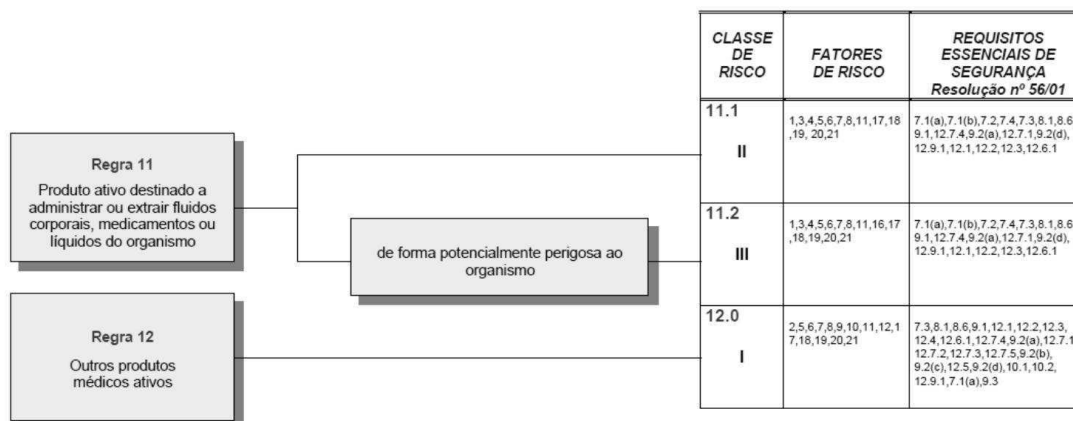 CLASSE
DE
RISCO
FATORES
DE RISCO
REQUISITOS
ESSENCIAIS DE
SEGURANÇA
Resolução nº 56/01
Regra 11
Produto ativo destinado a
administrar ou extrair fluidos
corporais, medicamentos ou
líquidos do organismo
11.1
II
1,3,4,5,6,7,8,11,17,18
,19, 20,21
7.1(a),7.1(b),7.2,7.4,7.3,8.1,8.6
9.1,12.7.4,9.2(a),12.7.1,9.2(d),
12.9.1,12.1,12.2,12.3,12.6.1
de forma potencialmente perigosa ao
organismo
11.2
III
1,3,4,5,6,7,8,11,16,17
,18,19,20,21
7.1(a),7.1(b),7.2,7.4,7.3,8.1,8.6
9.1,12.7.4,9.2(a),12.7.1,9.2(d),
12.9.1,12.1,12.2,12.3,12.6.1
Regra 12
Outros produtos
médicos ativos
12.0
I
2,5,6,7,8,9,10,11,12,1
7,18,19,20,21
7.3,8.1,8.6,9.1,12.1,12.2,12.3,
12.4,12.6.1,12.7.4,9.2(a),12.7.1
12.7.2,12.7.3,12.7.5,9.2(b),
9.2(c),12.5,9.2(d),10.1,10.2,
12.9.1,7.1(a),9.3